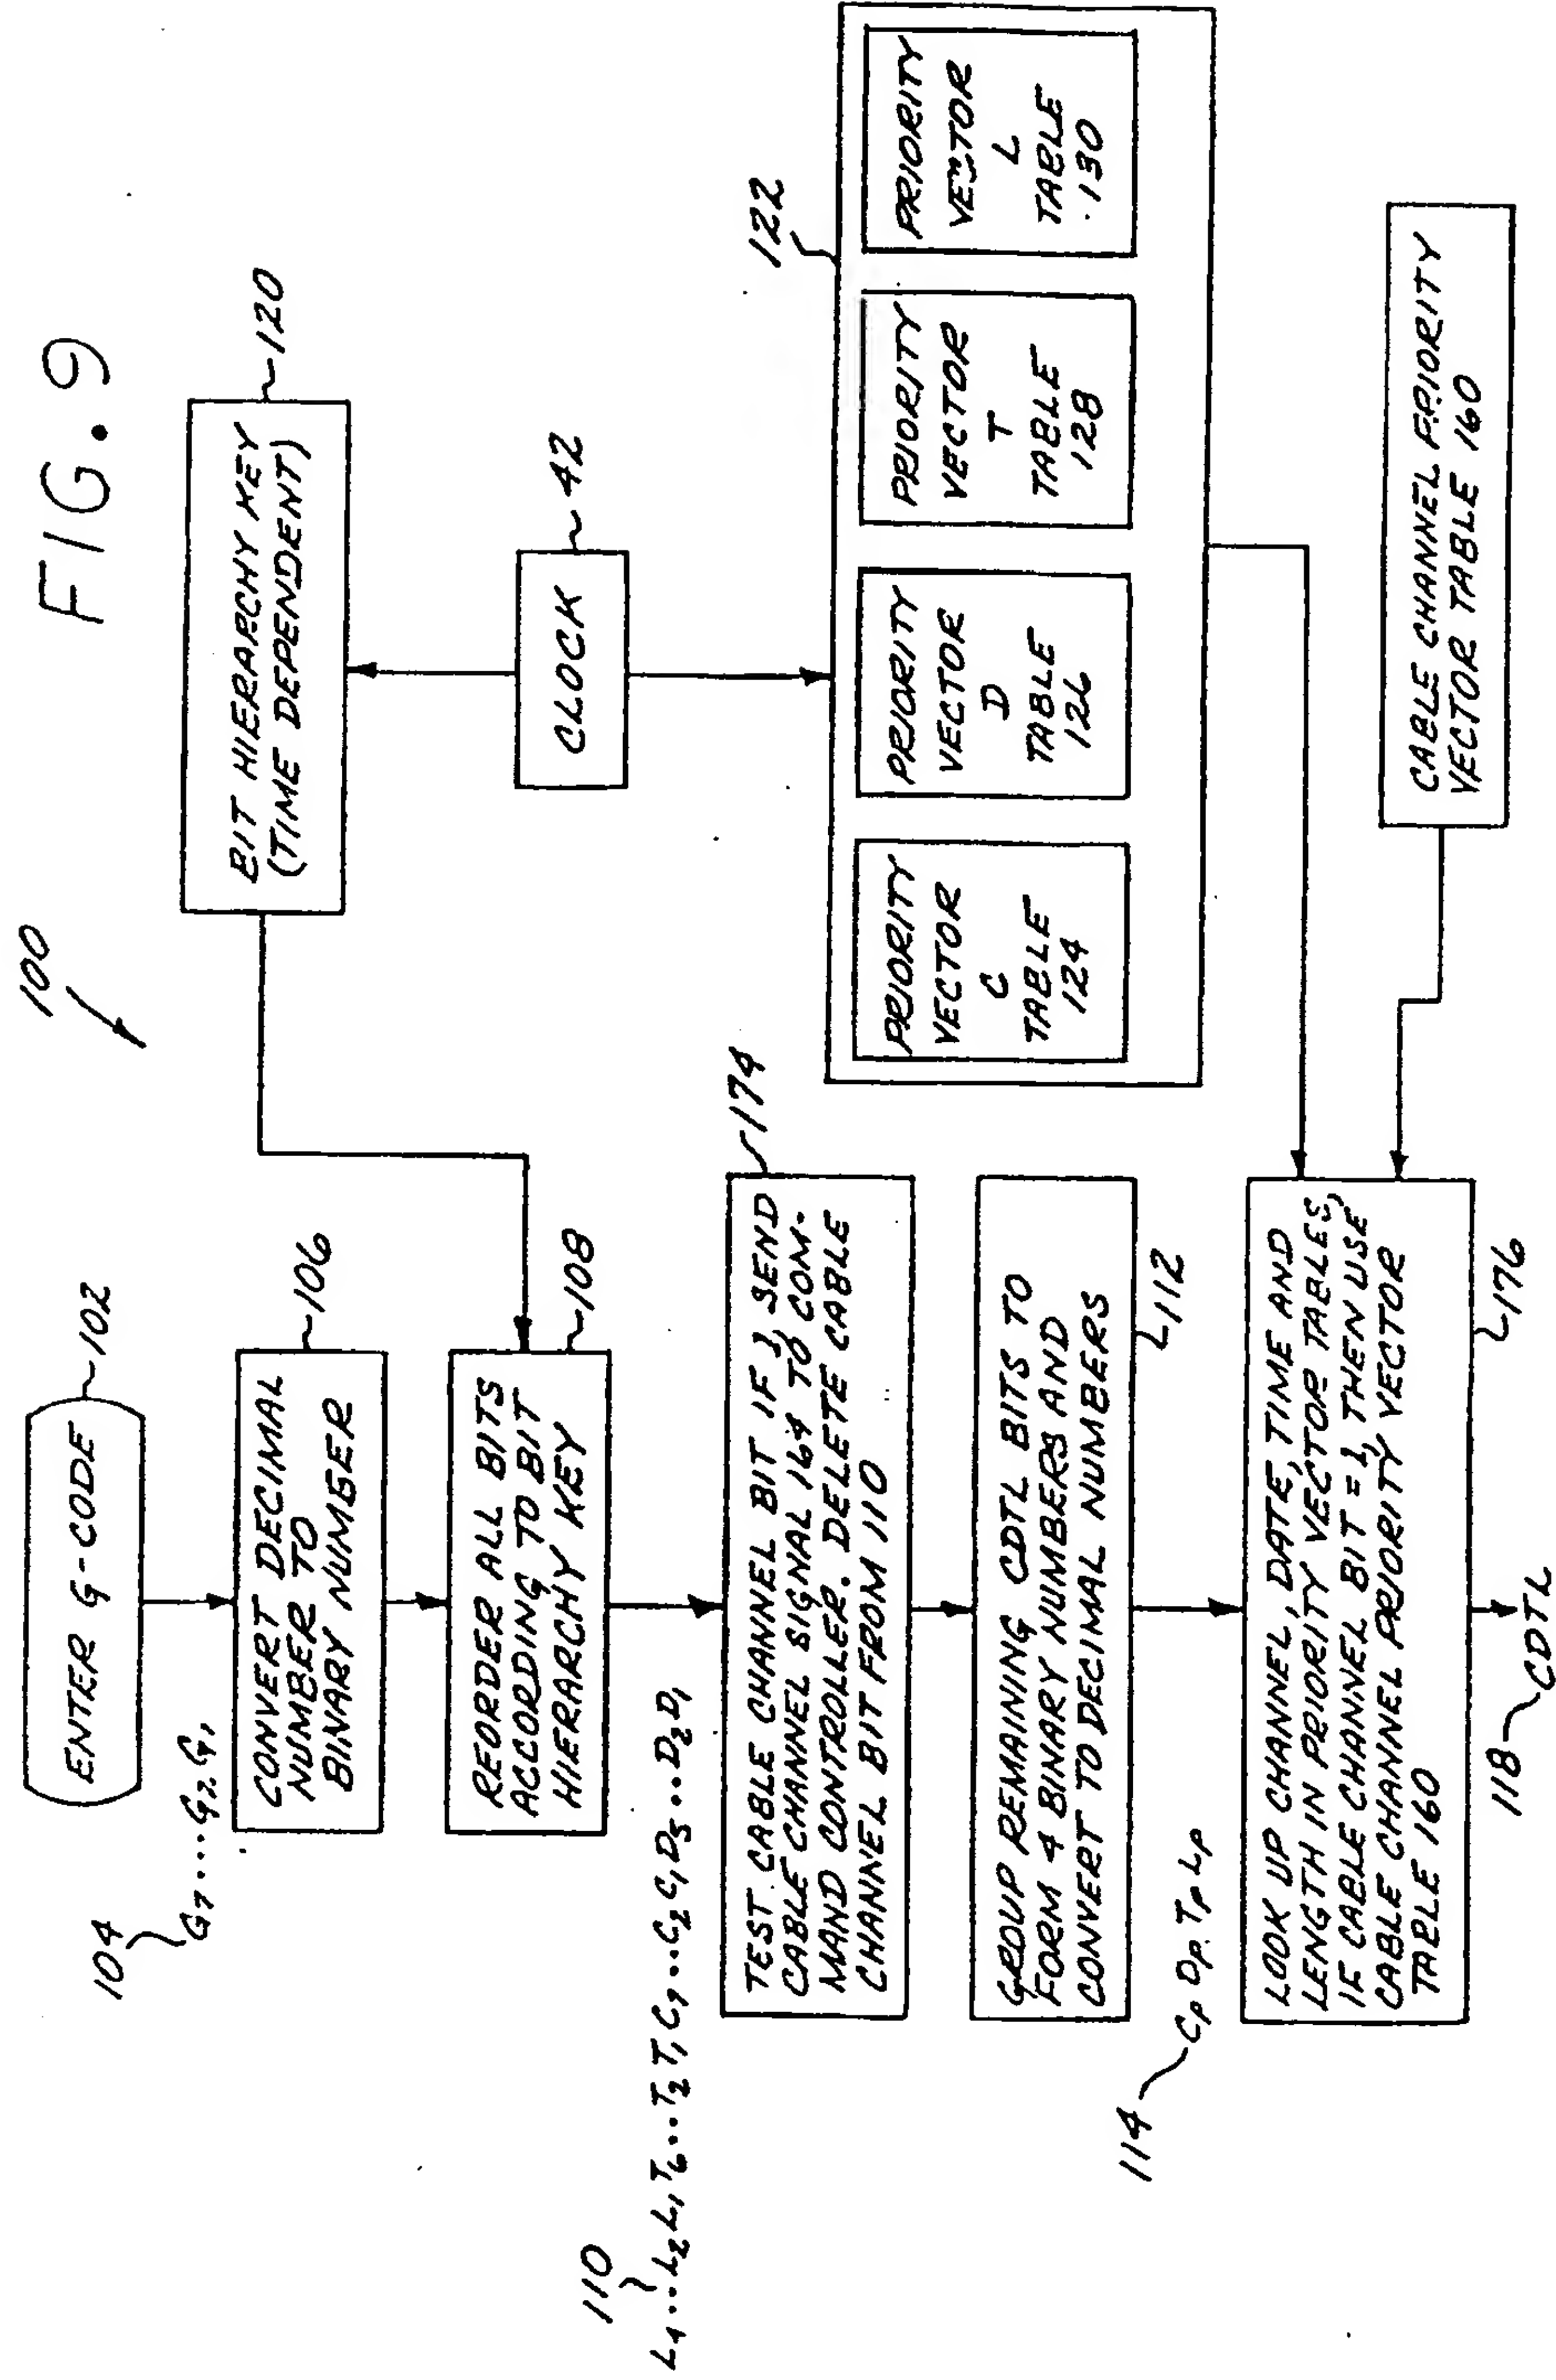 FIG. 9
100
ENTER G-CODE
102
104
G7...G2 G1
CONVERT DECIMAL
NUMBER TO
BINARY NUMBER
106
REORDER ALL BITS
ACCORDING TO BIT
HIERARCHY KEY
108
BIT HIERARCHY KEY
(TIME DEPENDENT)
120
CLOCK
42
110
L4...L2 L1 T6...T2 T1 C7...C2 C1 D5...D2 D1
TEST CABLE CHANNEL BIT IF 1, SEND
CABLE CHANNEL SIGNAL 164 TO COM-
MAND CONTROLLER. DELETE CABLE
CHANNEL BIT FROM 110
174
GROUP REMAINING CDTL BITS TO
FORM 4 BINARY NUMBERS AND
CONVERT TO DECIMAL NUMBERS
112
114
Cp Dp Tp Lp
LOOK UP CHANNEL, DATE, TIME AND
LENGTH IN PRIORITY VECTOR TABLES,
IF CABLE CHANNEL BIT = 1, THEN USE
CABLE CHANNEL PRIORITY VECTOR
TABLE 160
176
118
CDTL
122
PRIORITY
VECTOR
C
TABLE
124
PRIORITY
VECTOR
D
TABLE
126
PRIORITY
VECTOR
T
TABLE
128
PRIORITY
VECTOR
L
TABLE
130
CABLE CHANNEL PRIORITY
VECTOR TABLE 160